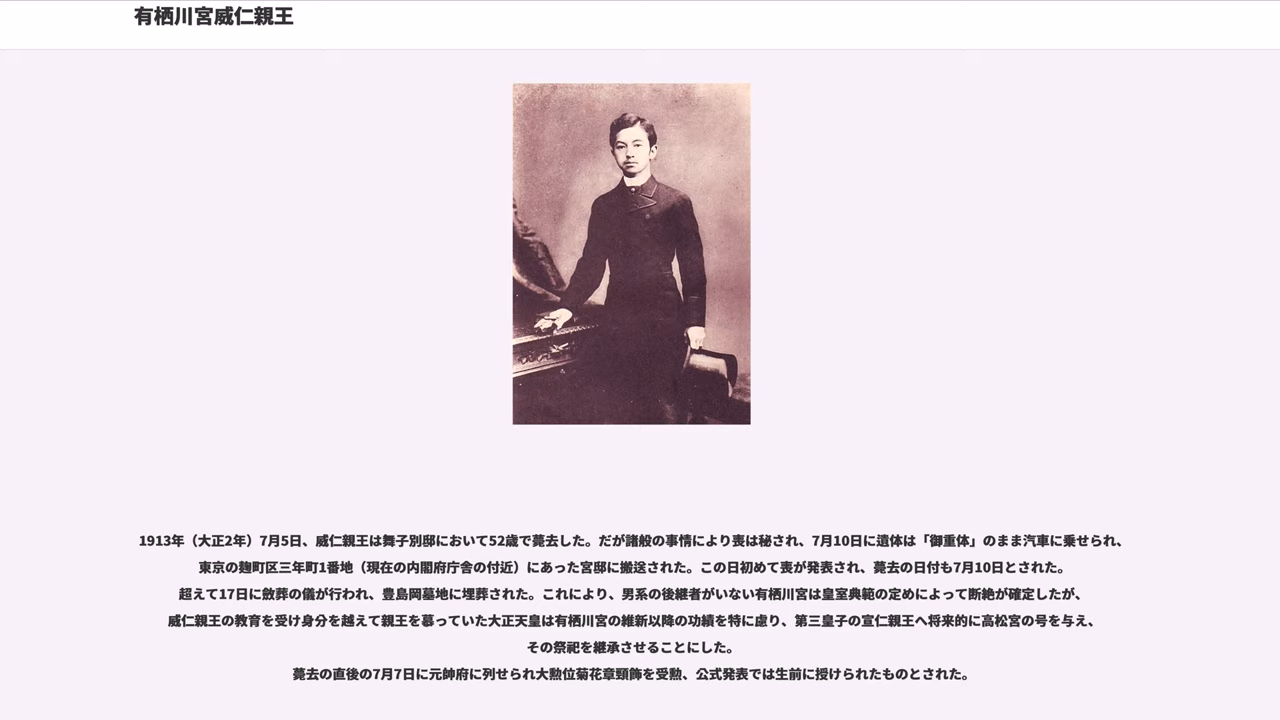 有栖川宮威仁親王
1913年（大正2年）7月5日、威仁親王は舞子別邸において52歳で薨去した。だが諸般の事情により喪は秘され、7月10日に遺体は「御重体」のまま汽車に乗せられ、
東京の麹町区三年町1番地（現在の内閣府庁舎の付近）にあった宮邸に搬送された。この日初めて喪が発表され、薨去の日付も7月10日とされた。
超えて17日に斂葬の儀が行われ、豊島岡墓地に埋葬された。これにより、男系の後継者がいない有栖川宮は皇室典範の定めによって断絶が確定したが、
威仁親王の教育を受け身分を越えて親王を慕っていた大正天皇は有栖川宮の維新以降の功績を特に慮り、第三皇子の宣仁親王へ将来的に高松宮の号を与え、
その祭祀を継承させることにした。
薨去の直後の7月7日に元帥府に列せられ大勲位菊花章頸飾を受勲、公式発表では生前に授けられたものとされた。